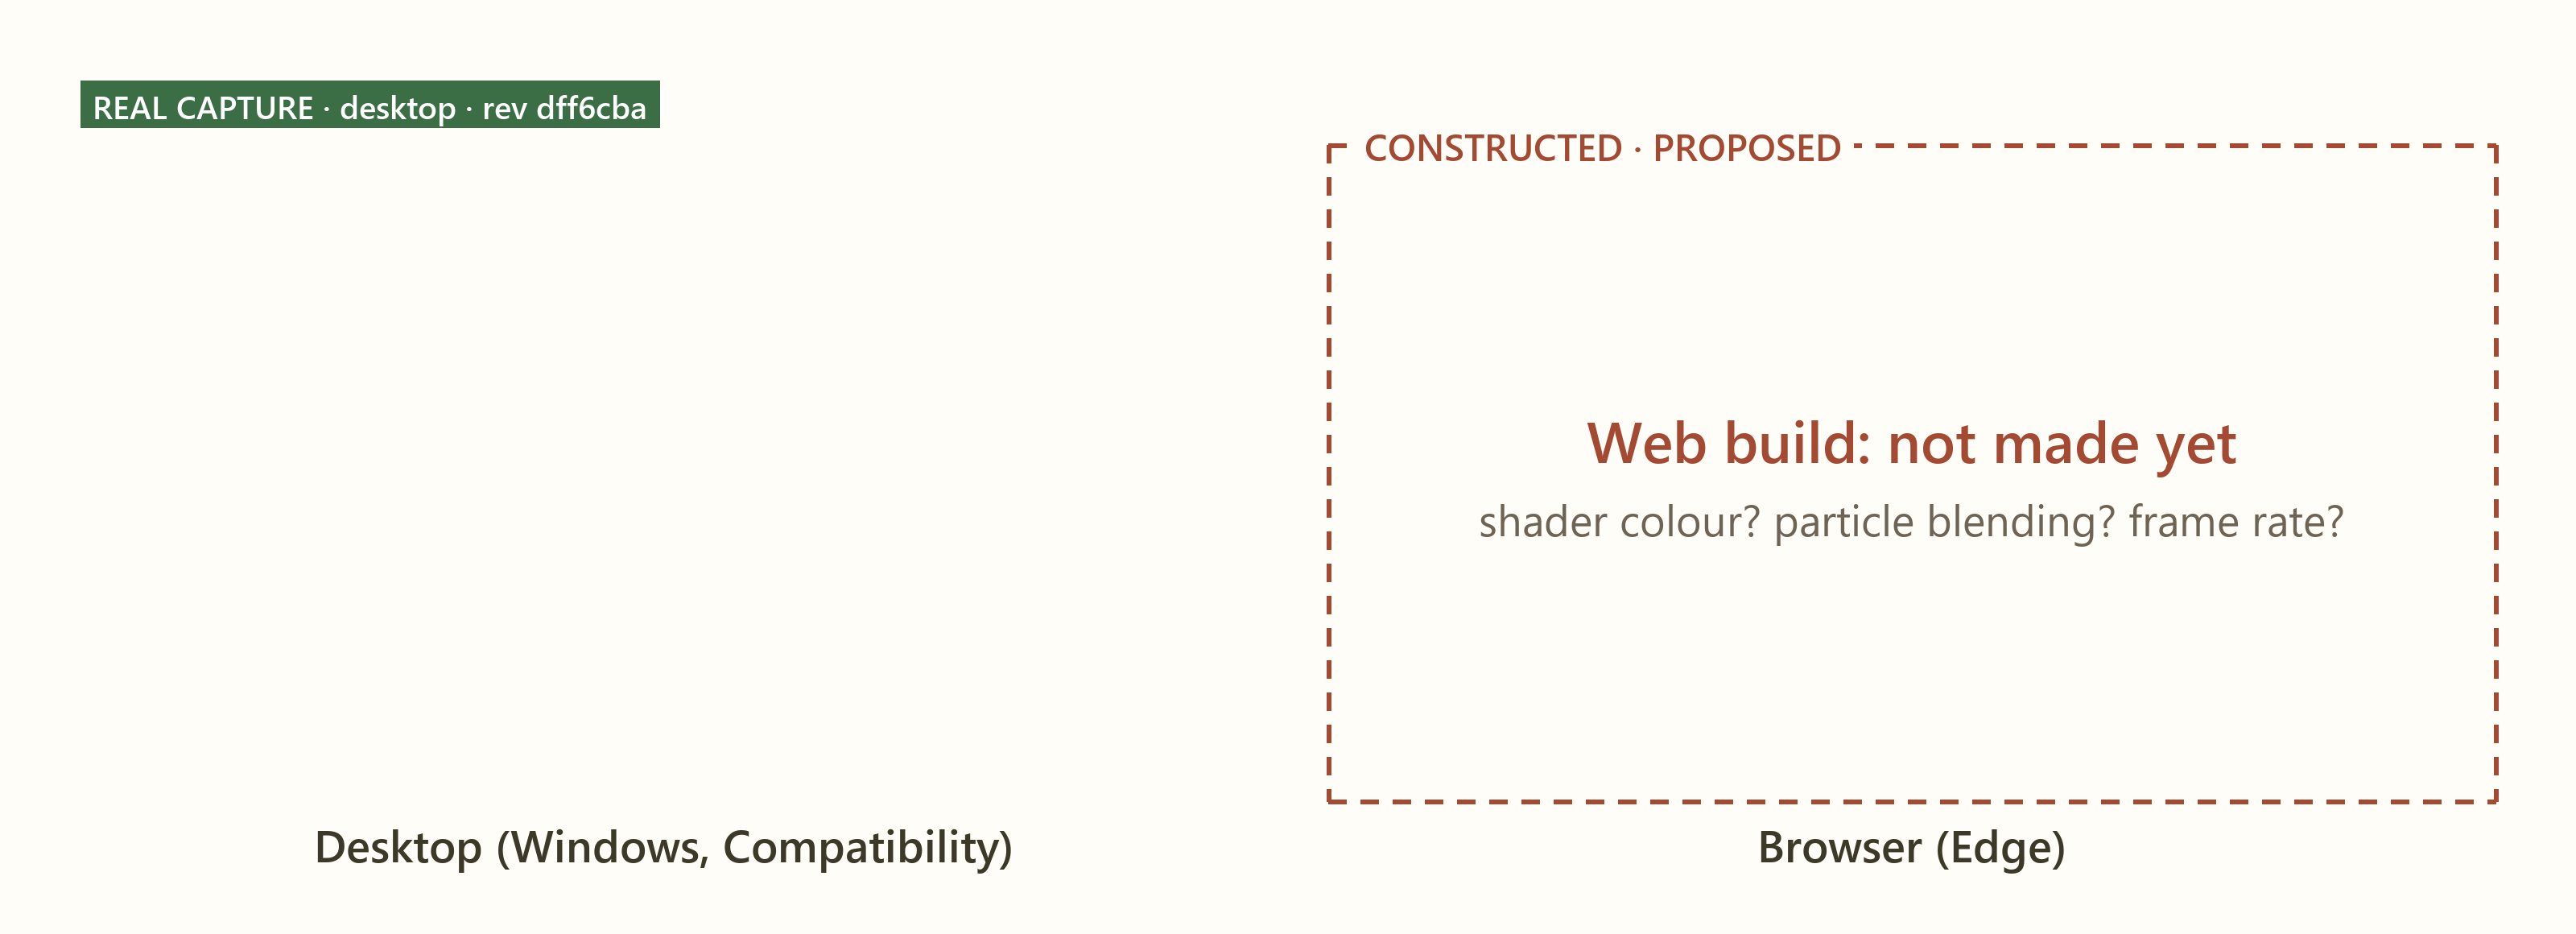 REAL CAPTURE · desktop · rev dff6cba
CONSTRUCTED · PROPOSED
Web build: not made yet
shader colour? particle blending? frame rate?
Desktop (Windows, Compatibility)
Browser (Edge)